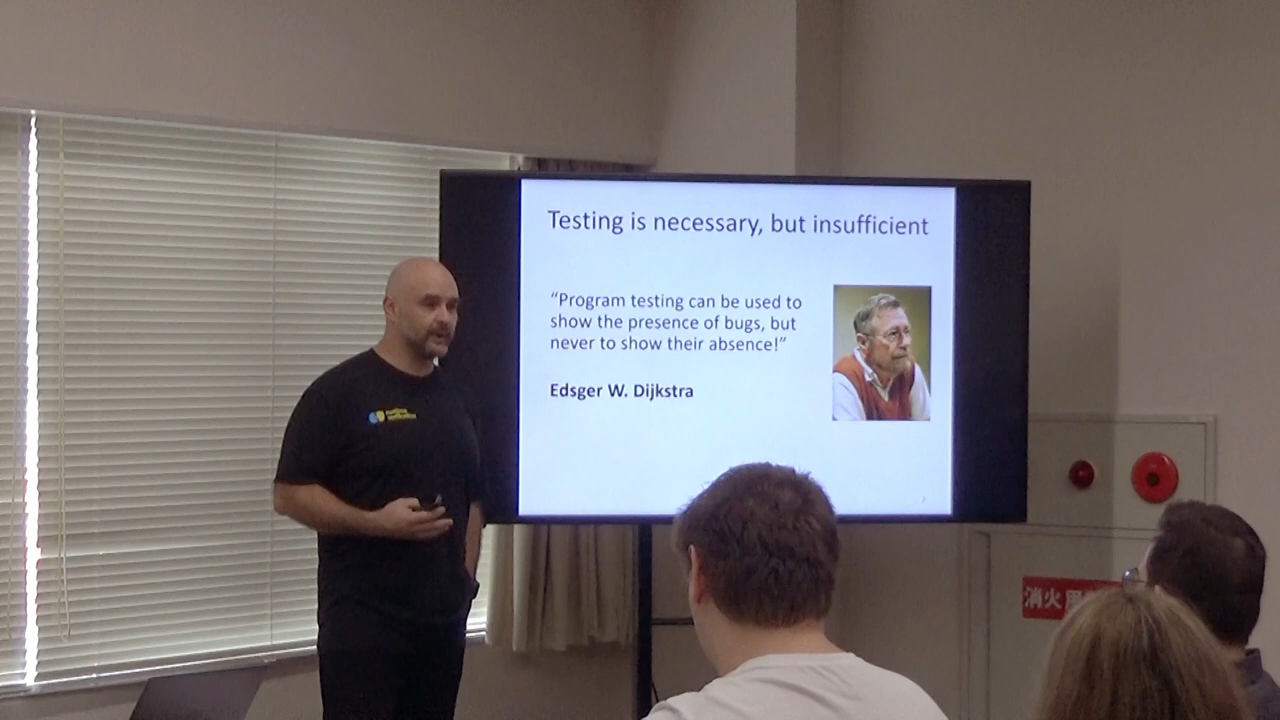 Testing is necessary, but insufficient
“Program testing can be used to
show the presence of bugs, but
never to show their absence!”
Edsger W. Dijkstra
消火